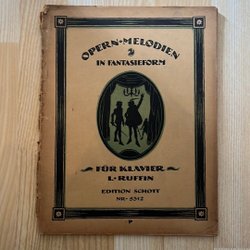 OPERN-MELODIEN
IN FANTASIEFORM
FÜR KLAVIER
L. RUFFIN
EDITION SCHOTT
NR. 5312